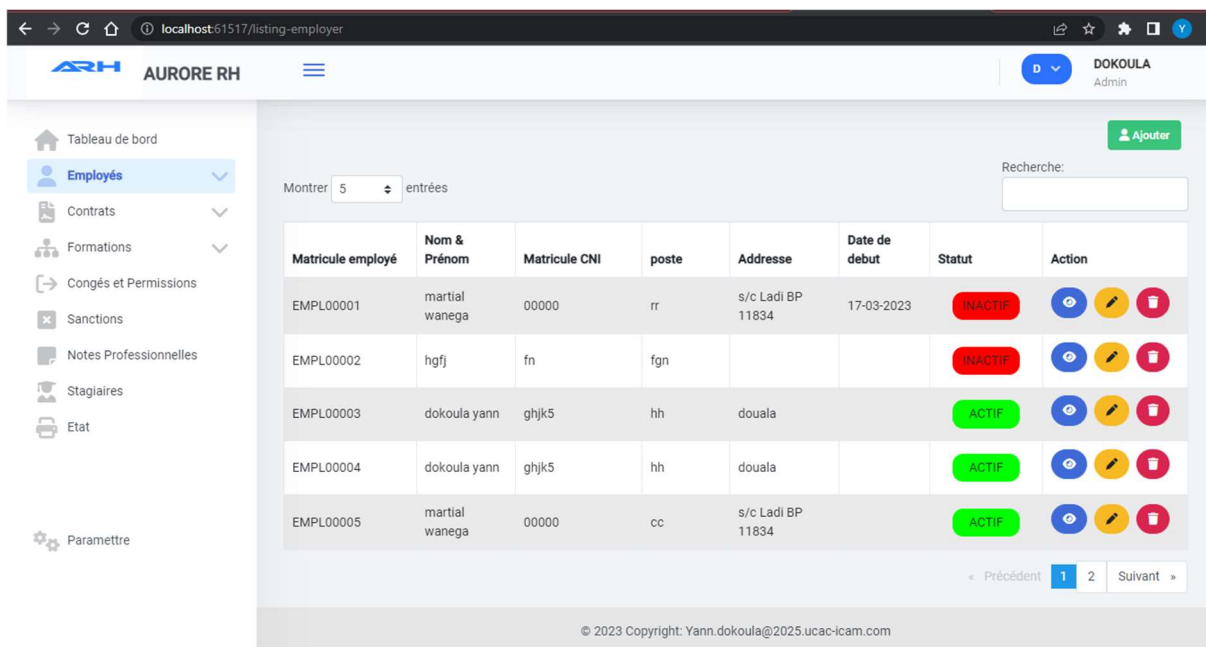 localhost:61517/listing-employer
Y
ARH
AURORE RH
D
DOKOULA
Admin
Tableau de bord
Employés
Contrats
Formations
Congés et Permissions
Sanctions
Notes Professionnelles
Stagiaires
Etat
Paramettre
Ajouter
Montrer 5 entrées
Recherche:
Matricule employé Nom & Prénom Matricule CNI poste Addresse Date de debut Statut Action
EMPL00001 martial wanega 00000 rr s/c Ladi BP 11834 17-03-2023 INACTIF
EMPL00002 hgfj fn fgn INACTIF
EMPL00003 dokoula yann ghjk5 hh douala ACTIF
EMPL00004 dokoula yann ghjk5 hh douala ACTIF
EMPL00005 martial wanega 00000 cc s/c Ladi BP 11834 ACTIF
« Précédent 1 2 Suivant »
© 2023 Copyright: Yann.dokoula@2025.ucac-icam.com